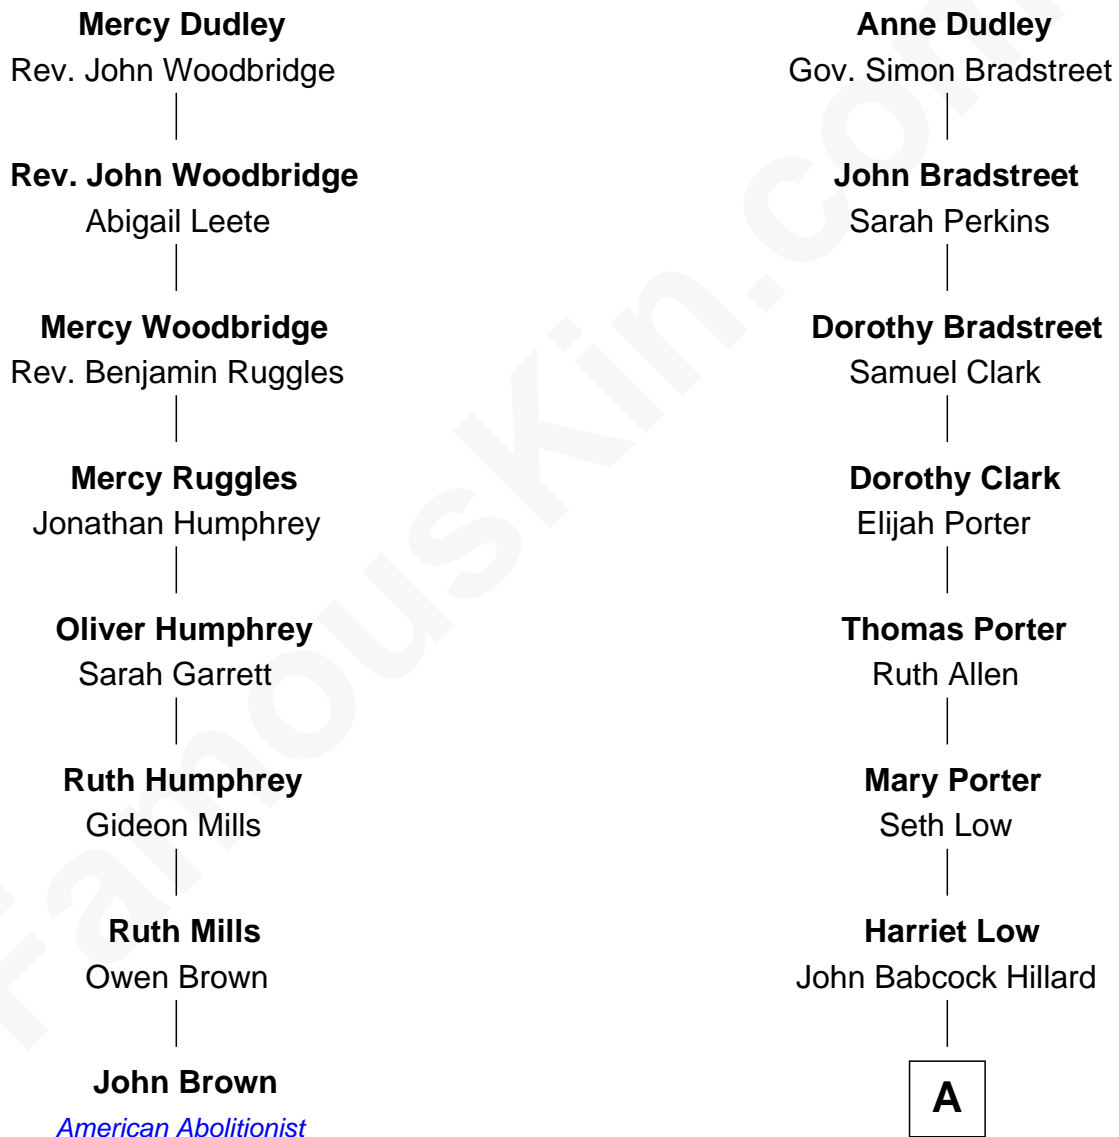 Mercy Dudley
Rev. John Woodbridge
Rev. John Woodbridge
Abigail Leete
Mercy Woodbridge
Rev. Benjamin Ruggles
Mercy Ruggles
Jonathan Humphrey
Oliver Humphrey
Sarah Garrett
Ruth Humphrey
Gideon Mills
Ruth Mills
Owen Brown
John Brown
American Abolitionist
Anne Dudley
Gov. Simon Bradstreet
John Bradstreet
Sarah Perkins
Dorothy Bradstreet
Samuel Clark
Dorothy Clark
Elijah Porter
Thomas Porter
Ruth Allen
Mary Porter
Seth Low
Harriet Low
John Babcock Hillard
A
FamousKin.com